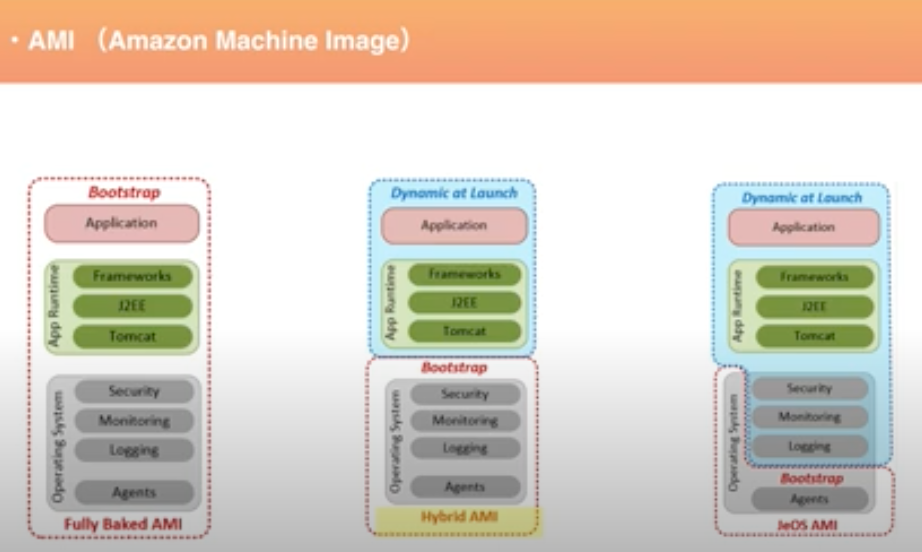 ・AMI （Amazon Machine Image）
Bootstrap
Application
App Runtime
Frameworks
J2EE
Tomcat
Operating System
Security
Monitoring
Logging
Agents
Fully Baked AMI
Dynamic at Launch
Application
App Runtime
Frameworks
J2EE
Tomcat
Bootstrap
Operating System
Security
Monitoring
Logging
Agents
Hybrid AMI
Dynamic at Launch
Application
App Runtime
Frameworks
J2EE
Tomcat
Operating System
Security
Monitoring
Logging
Bootstrap
Agents
JeOS AMI